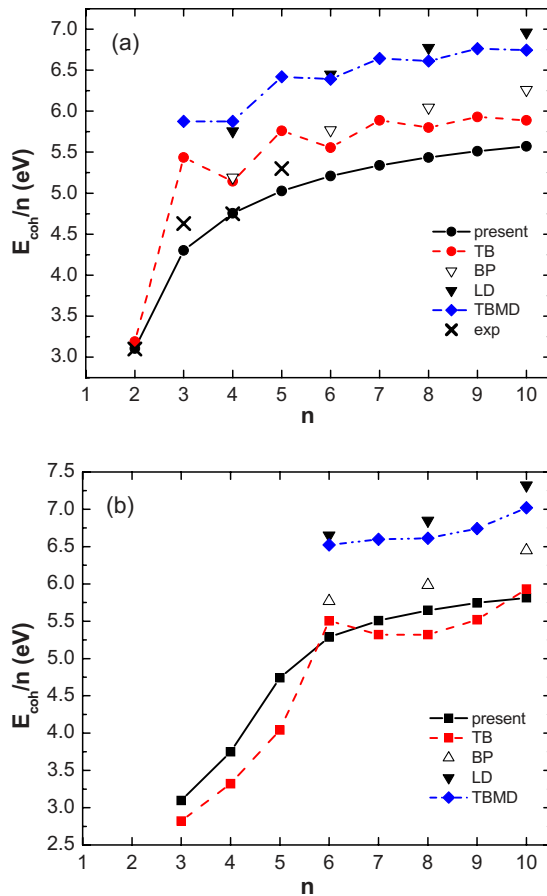 (a)
7.0
6.5
6.0
5.5
5.0
4.5
4.0
3.5
3.0
E_coh/n (eV)
present
TB
BP
LD
TBMD
exp
1 2 3 4 5 6 7 8 9 10
n
(b)
7.5
7.0
6.5
6.0
5.5
5.0
4.5
4.0
3.5
3.0
2.5
E_coh/n (eV)
present
TB
BP
LD
TBMD
1 2 3 4 5 6 7 8 9 10
n